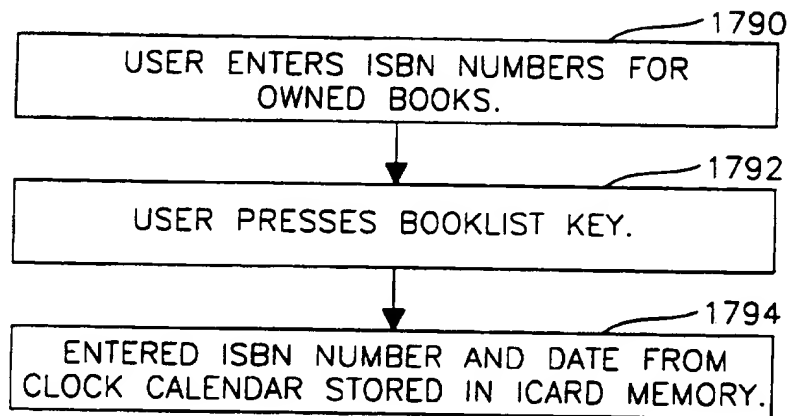 1790
USER ENTERS ISBN NUMBERS FOR
OWNED BOOKS.
1792
USER PRESSES BOOKLIST KEY.
1794
ENTERED ISBN NUMBER AND DATE FROM
CLOCK CALENDAR STORED IN ICARD MEMORY.